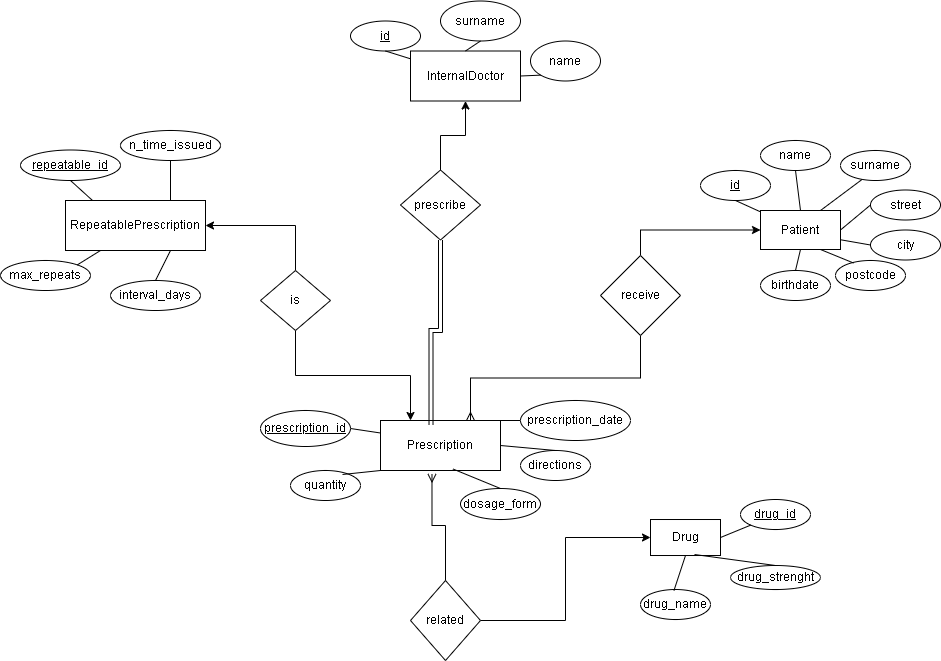 surname
id
name
InternalDoctor
n_time_issued
repeatable_id
name
surname
id
prescribe
street
RepeatablePrescription
Patient
city
max_repeats
postcode
birthdate
interval_days
is
receive
prescription_date
prescription_id
Prescription
directions
quantity
dosage_form
drug_id
Drug
drug_strenght
drug_name
related